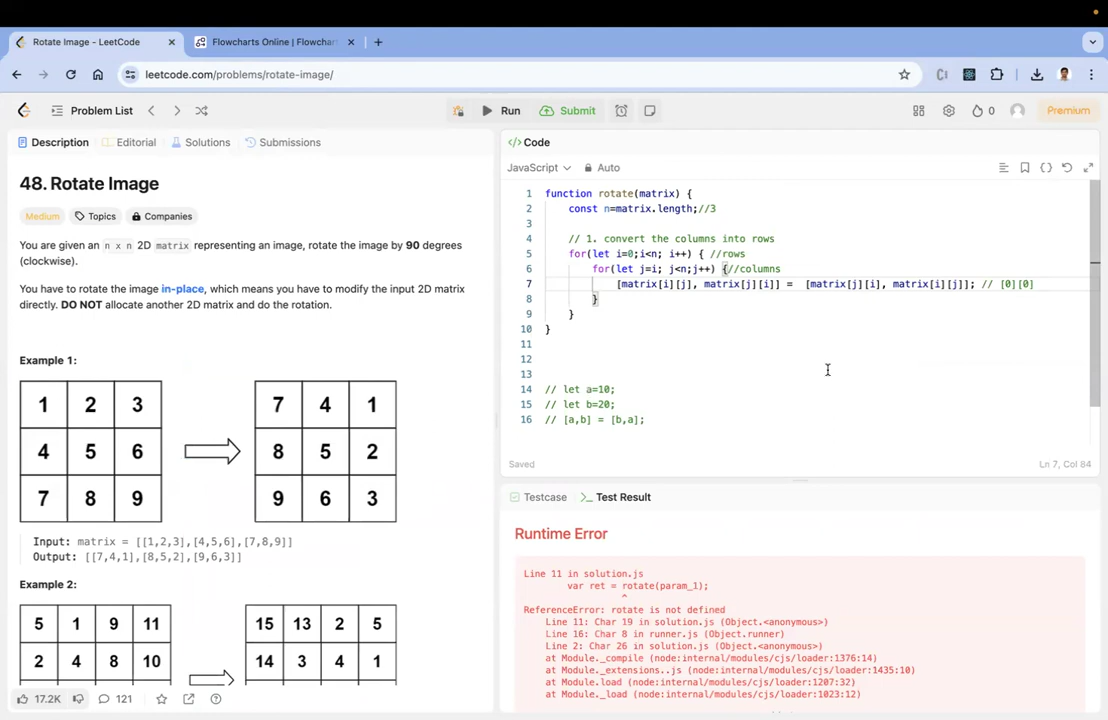 Rotate Image - LeetCode
Flowcharts Online | Flowchar
leetcode.com/problems/rotate-image/
Problem List
Run
Submit
0
Premium
Description
Editorial
Solutions
Submissions
48. Rotate Image
Medium
Topics
Companies
You are given an n x n 2D matrix representing an image, rotate the image by 90 degrees
(clockwise).
You have to rotate the image in-place, which means you have to modify the input 2D matrix
directly. DO NOT allocate another 2D matrix and do the rotation.
Example 1:
1 2 3 7 4 1
4 5 6 8 5 2
7 8 9 9 6 3
Input: matrix = [[1,2,3],[4,5,6],[7,8,9]]
Output: [[7,4,1],[8,5,2],[9,6,3]]
Example 2:
5 1 9 11 15 13 2 5
2 4 8 10 14 3 4 1
17.2K
121
</> Code
JavaScript
Auto
1 function rotate(matrix) {
2 const n=matrix.length;//3
3
4 // 1. convert the columns into rows
5 for(let i=0;i<n; i++) { //rows
6 for(let j=i; j<n;j++) {//columns
7 [matrix[i][j], matrix[j][i]] =  [matrix[j][i], matrix[i][j]]; // [0][0]
8 }
9 }
10 }
11
12
13
14 // let a=10;
15 // let b=20;
16 // [a,b] = [b,a];
Saved
Ln 7, Col 84
Testcase
Test Result
Runtime Error
Line 11 in solution.js
var ret = rotate(param_1);
^
ReferenceError: rotate is not defined
Line 11: Char 19 in solution.js (Object.<anonymous>)
Line 16: Char 8 in runner.js (Object.runner)
Line 2: Char 26 in solution.js (Object.<anonymous>)
at Module._compile (node:internal/modules/cjs/loader:1376:14)
at Module._extensions..js (node:internal/modules/cjs/loader:1435:10)
at Module.load (node:internal/modules/cjs/loader:1207:32)
at Module._load (node:internal/modules/cjs/loader:1023:12)